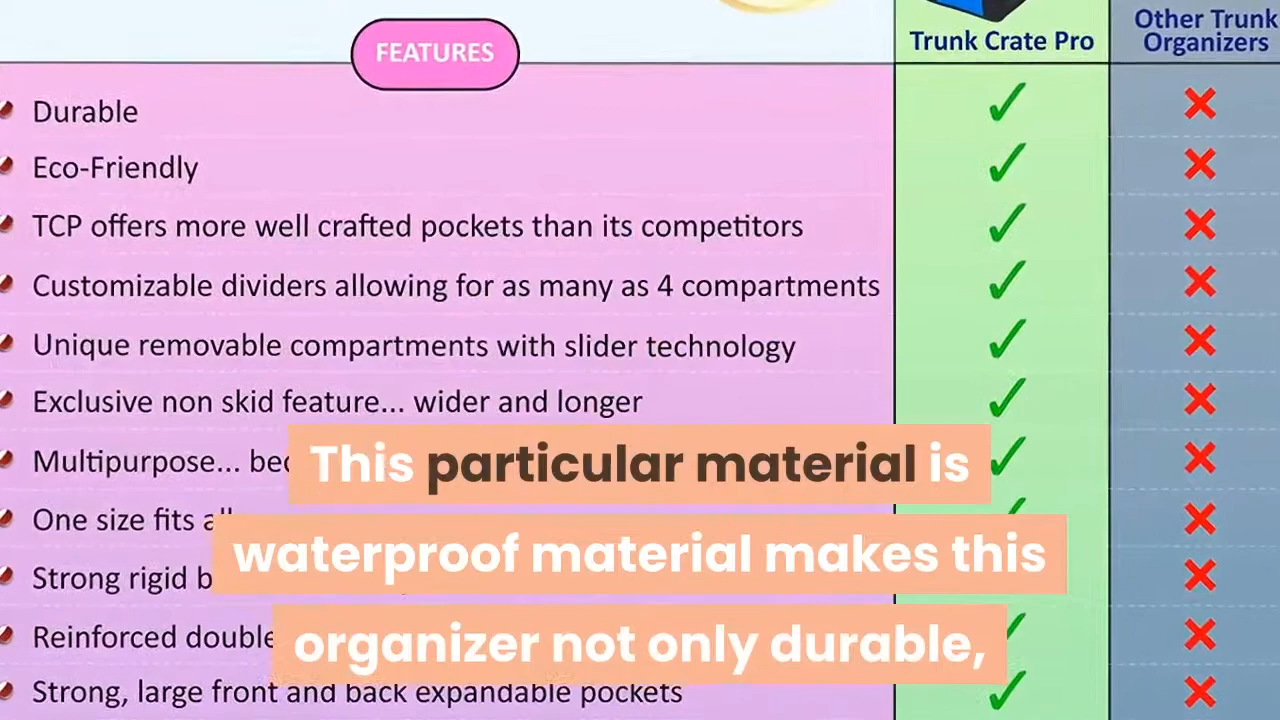 Other Trunk
Organizers
Trunk Crate Pro
FEATURES
Durable
Eco-Friendly
TCP offers more well crafted pockets than its competitors
Customizable dividers allowing for as many as 4 compartments
Unique removable compartments with slider technology
Exclusive non skid feature... wider and longer
Multipurpose...
One size fits
Strong rigid
Reinforced double
Strong, large front and back expandable pockets
This particular material is
waterproof material makes this
organizer not only durable,